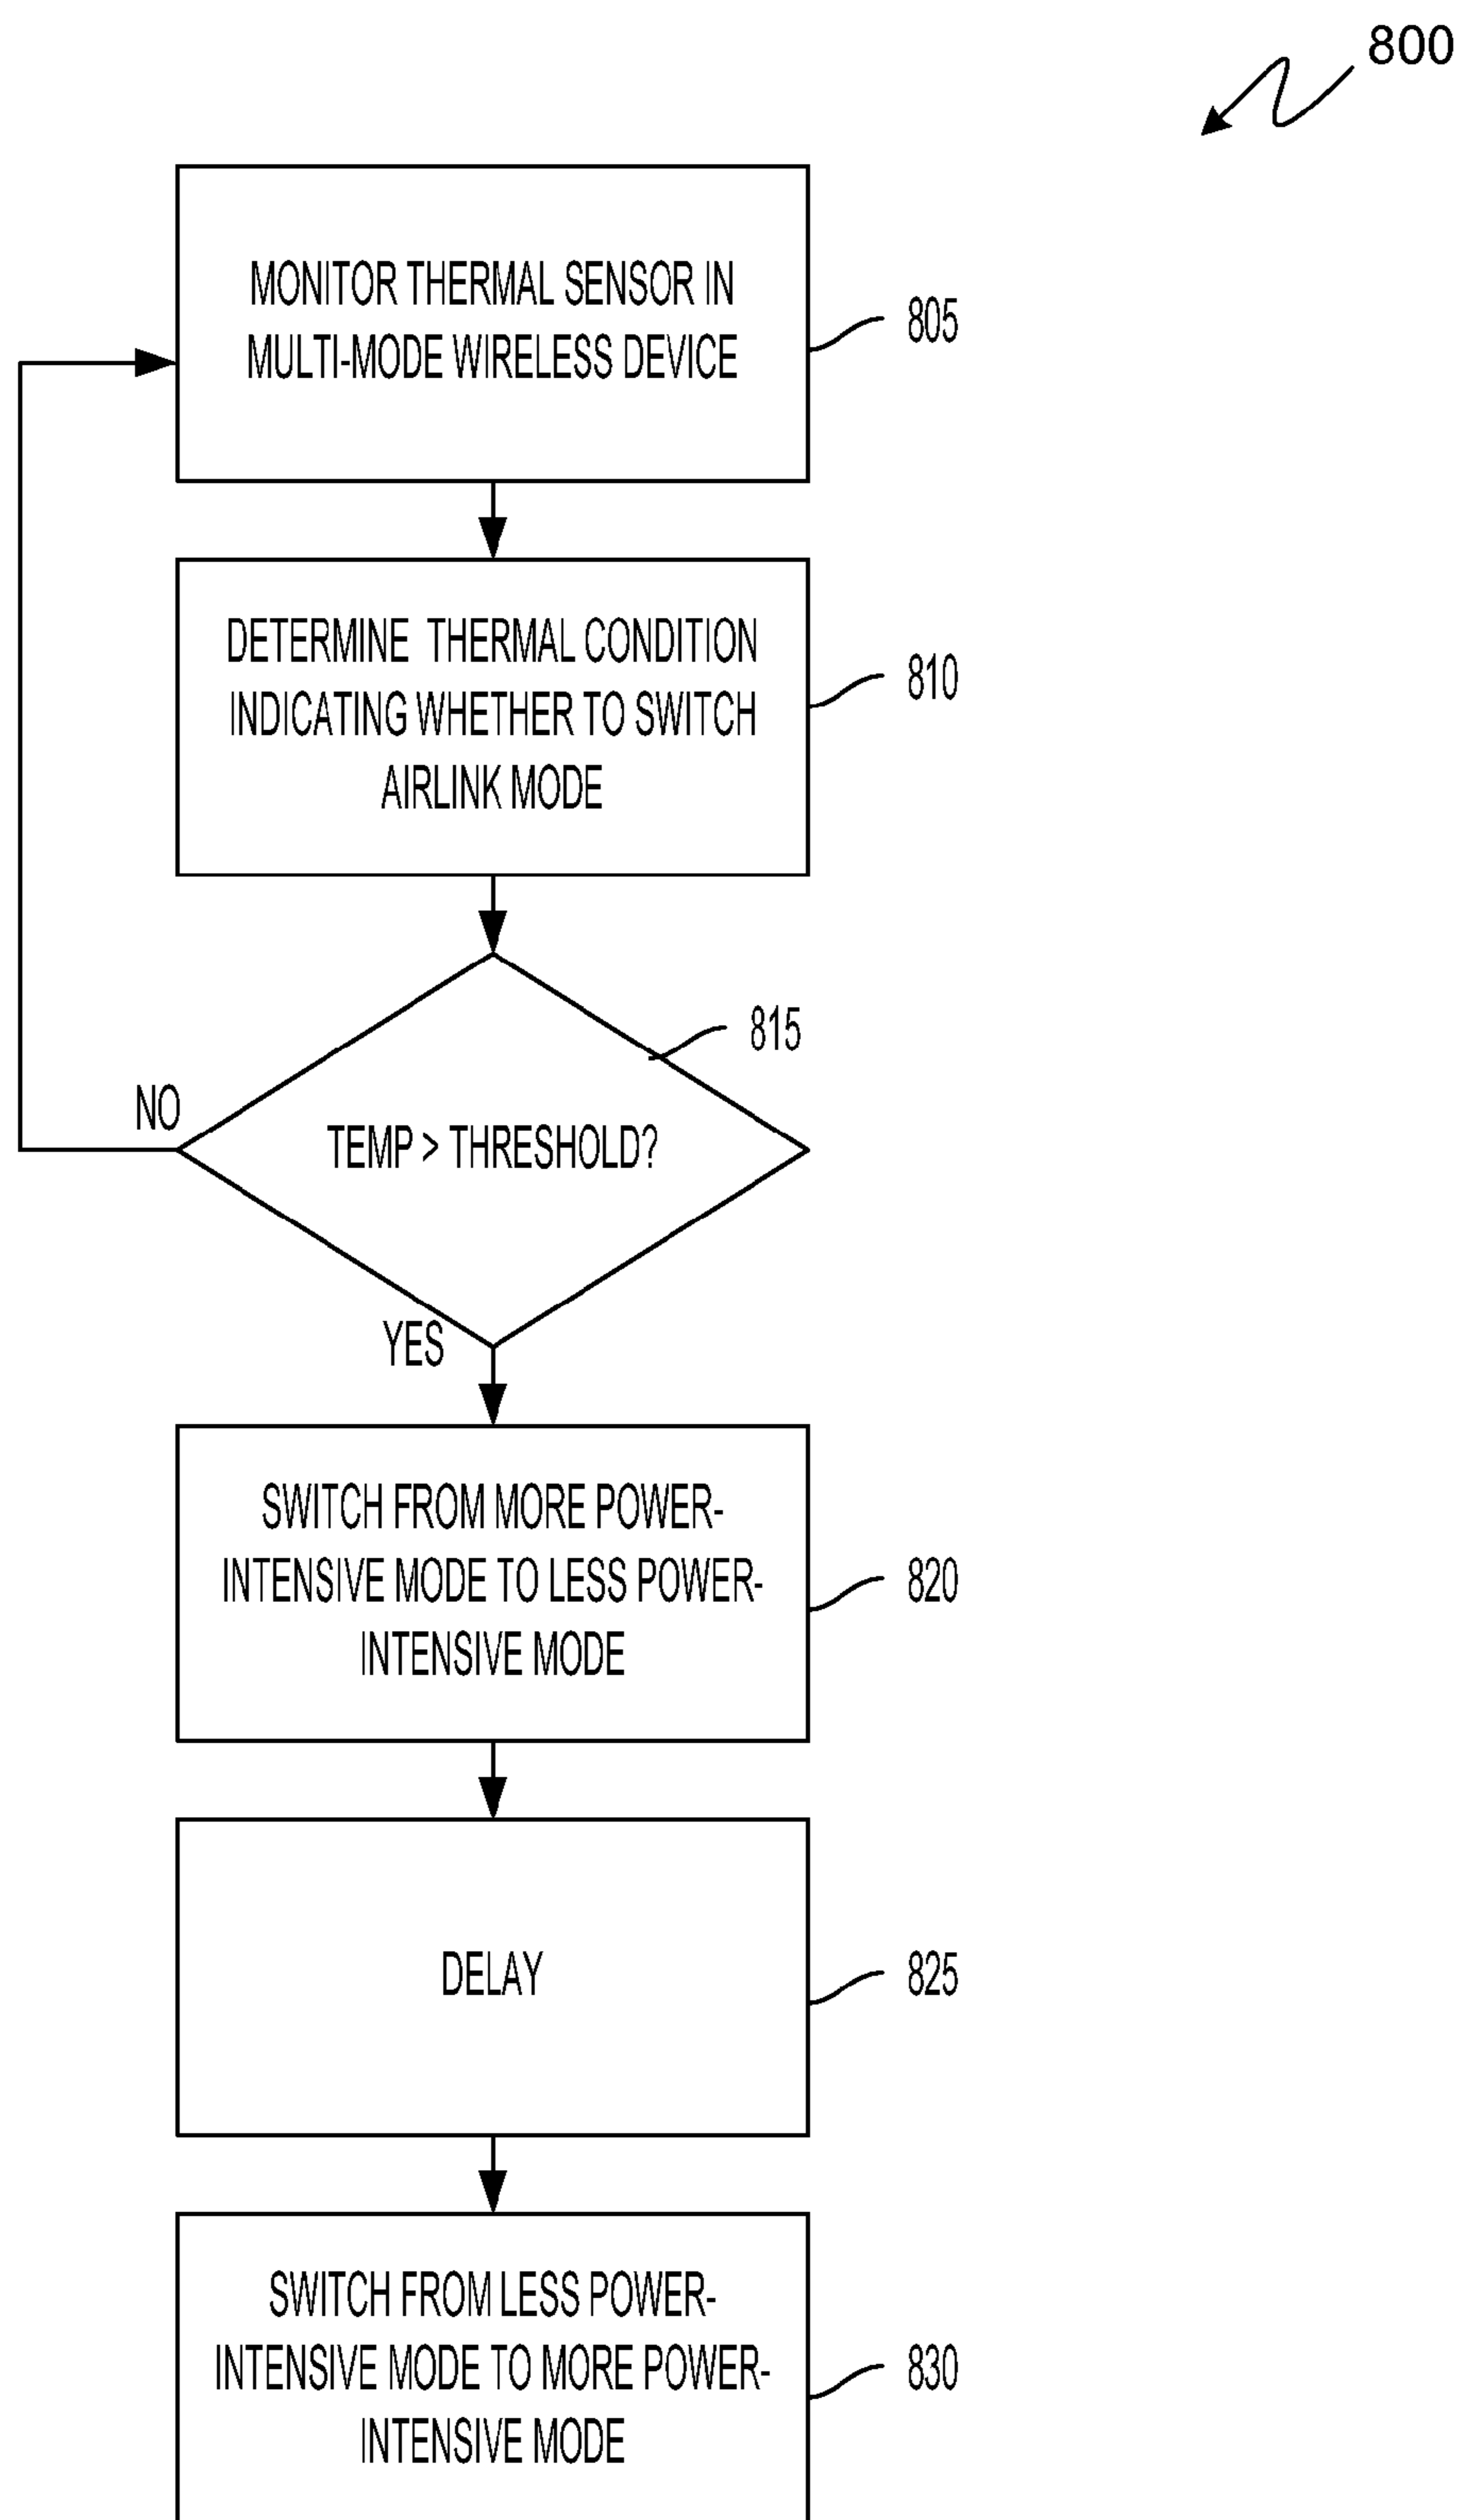 800
MONITOR THERMAL SENSOR IN
MULTI-MODE WIRELESS DEVICE
805
DETERMINE THERMAL CONDITION
INDICATING WHETHER TO SWITCH
AIRLINK MODE
810
815
NO
TEMP > THRESHOLD?
YES
SWITCH FROM MORE POWER-
INTENSIVE MODE TO LESS POWER-
INTENSIVE MODE
820
DELAY
825
SWITCH FROM LESS POWER-
INTENSIVE MODE TO MORE POWER-
INTENSIVE MODE
830